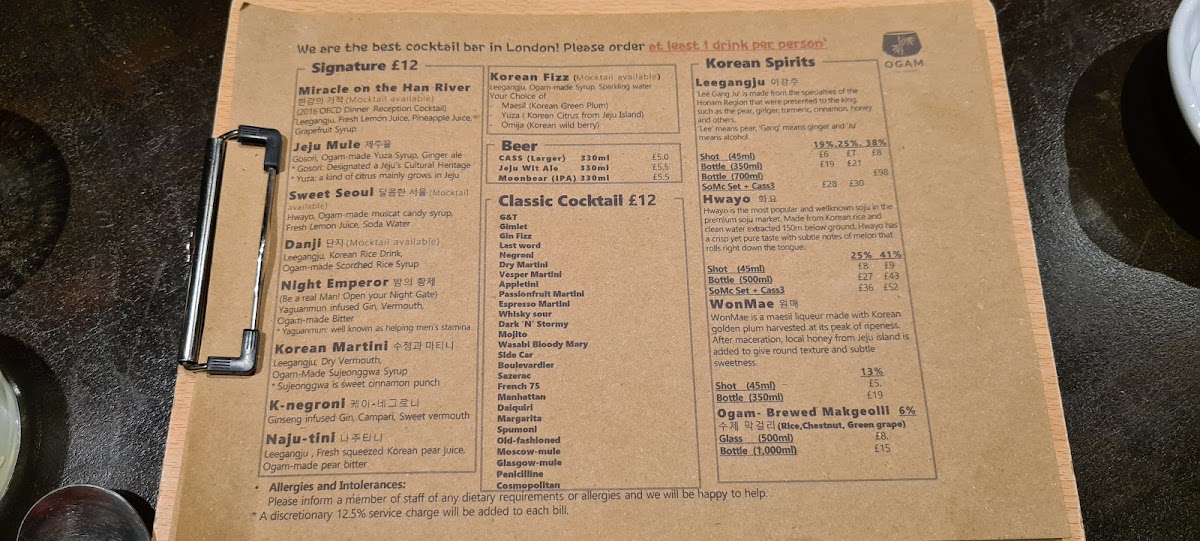 We are the best cocktail bar in London! Please order at least 1 drink per person'
OGAM
Signature £12
Miracle on the Han River
한강의 기적 (Mocktail available)
(2016 OECD Dinner Reception Cocktail)
Leegangju, Fresh Lemon Juice, Pineapple Juice,
Grapefruit Syrup
Jeju Mule 제주율
Gosori, Ogam-made Yuza Syrup, Ginger ale
* Gosori: Designated a Jeju's Cultural Heritage
* Yuza: a kind of citrus mainly grows in Jeju
Sweet Seoul 달콤한 서울 (Mocktail
available)
Hwayo, Ogam-made muscat candy syrup,
Fresh Lemon Juice, Soda Water
Danji 단지 (Mocktail available)
Leegangju, Korean Rice Drink,
Ogam-made Scorched Rice Syrup
Night Emperor 밤의 황제
(Be a real Man! Open your Night Gate)
Yaguanmun infused Gin, Vermouth,
Ogam-made Bitter
* Yaguanmun: well known as helping men's stamina
Korean Martini 수정과 마티니
Leegangju, Dry Vermouth,
Ogam-Made Sujeonggwa Syrup
* Sujeonggwa is sweet cinnamon punch
K-negroni 케이-네그로니
Ginseng infused Gin, Campari, Sweet vermouth
Naju-tini 나주티니
Leegangju , Fresh squeezed Korean pear juice,
Ogam-made pear bitter
Korean Fizz (Mocktail available)
Leegangju, Ogam-made Syrup, Sparkling water
Your Choice of
- Maesil (Korean Green Plum)
- Yuza ( Korean Citrus from Jeju Island)
- Omija (Korean wild berry)
Beer
CASS (Larger) 330ml £5.0
Jeju Wit Ale 330ml £5.5
Moonbear (IPA) 330ml £5.5
Classic Cocktail £12
G&T
Gimlet
Gin Fizz
Last word
Negroni
Dry Martini
Vesper Martini
Appletini
Passionfruit Martini
Espresso Martini
Whisky sour
Dark 'N' Stormy
Mojito
Wasabi Bloody Mary
Side Car
Boulevardier
Sazerac
French 75
Manhattan
Daiquiri
Margarita
Spumoni
Old-fashioned
Moscow-mule
Glasgow-mule
Penicilline
Cosmopolitan
Korean Spirits
Leegangju 이강주
'Lee Gang Ju' is made from the specialties of the
Honam Region that were presented to the king,
such as the pear, ginger, turmeric, cinnamon, honey
and others.
'Lee' means pear, 'Gang' means ginger and 'Ju'
means alcohol.
19% 25% 38%
Shot (45ml) £6 £7 £8
Bottle (350ml) £19 £21
Bottle (700ml) £98
SoMc Set + Cass3 £28 £30
Hwayo 화요
Hwayo is the most popular and wellknown soju in the
premium soju market. Made from Korean rice and
clean water extracted 150m below ground, Hwayo has
a crisp yet pure taste with subtle notes of melon that
rolls right down the tongue.
25% 41%
Shot (45ml) £8 £9
Bottle (500ml) £27 £43
SoMc Set + Cass3 £36 £52
WonMae 원매
WonMae is a maesil liqueur made with Korean
golden plum harvested at its peak of ripeness.
After maceration, local honey from Jeju island is
added to give round texture and subtle
sweetness.
13%
Shot (45ml) £5.
Bottle (350ml) £19
Ogam- Brewed Makgeolli 6%
수제 막걸리 (Rice,Chestnut, Green grape)
Glass (500ml) £8.
Bottle (1,000ml) £15
• Allergies and Intolerances:
Please inform a member of staff of any dietary requirements or allergies and we will be happy to help.
* A discretionary 12.5% service charge will be added to each bill.